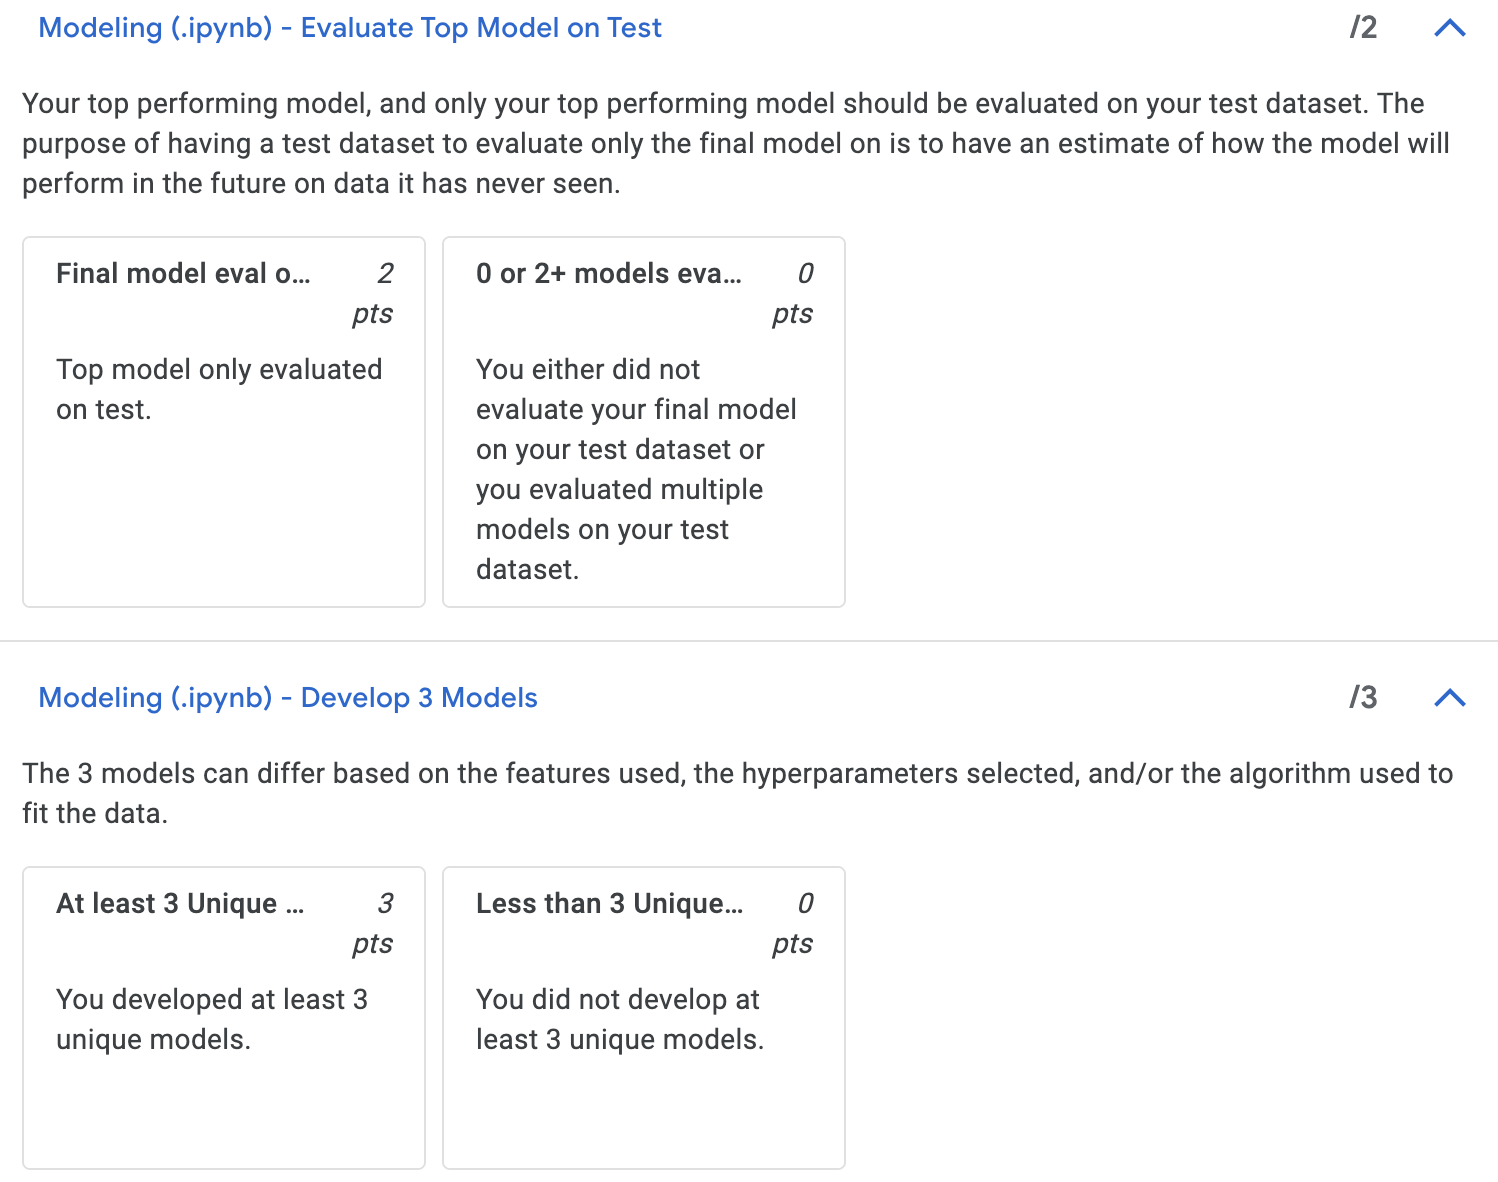 Modeling (.ipynb) - Evaluate Top Model on Test /2
Your top performing model, and only your top performing model should be evaluated on your test dataset. The
purpose of having a test dataset to evaluate only the final model on is to have an estimate of how the model will
perform in the future on data it has never seen.
Final model eval o... 2
pts
Top model only evaluated
on test.
0 or 2+ models eva... 0
pts
You either did not
evaluate your final model
on your test dataset or
you evaluated multiple
models on your test
dataset.
Modeling (.ipynb) - Develop 3 Models /3
The 3 models can differ based on the features used, the hyperparameters selected, and/or the algorithm used to
fit the data.
At least 3 Unique ... 3
pts
You developed at least 3
unique models.
Less than 3 Unique... 0
pts
You did not develop at
least 3 unique models.